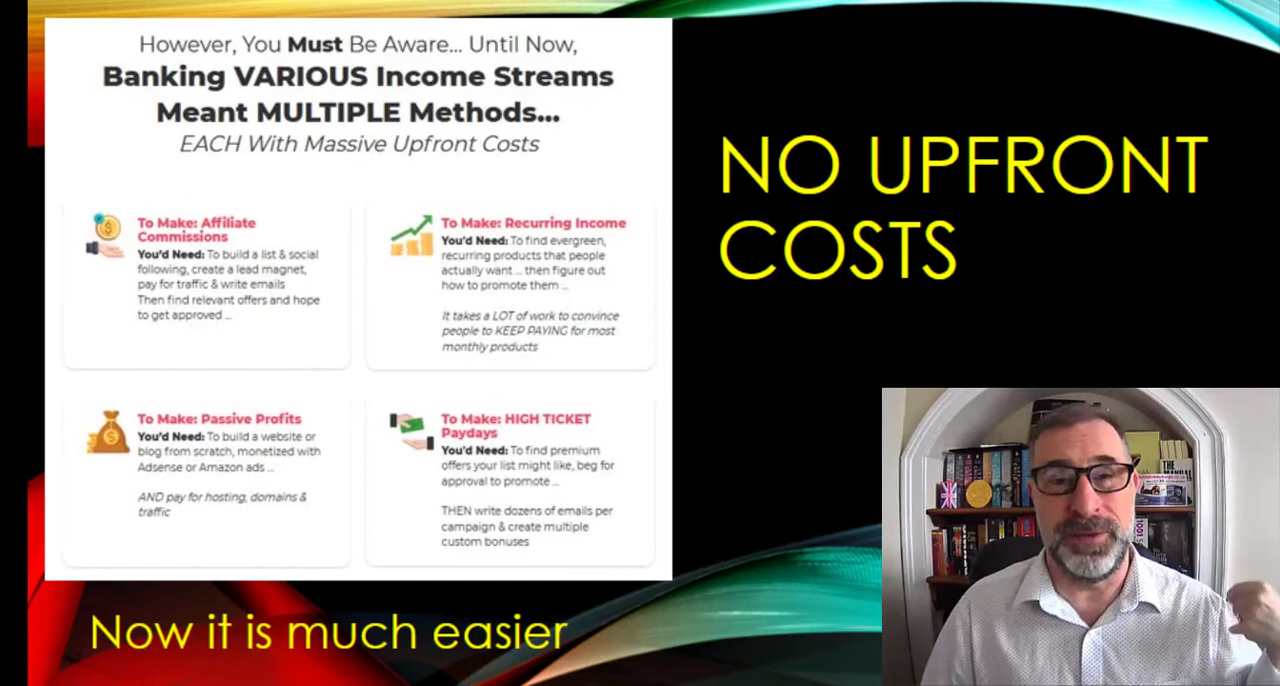 However, You Must Be Aware... Until Now,
Banking VARIOUS Income Streams
Meant MULTIPLE Methods...
EACH With Massive Upfront Costs
To Make: Affiliate
Commissions
You'd Need: To build a list & social
following, create a lead magnet,
pay for traffic & write emails
Then find relevant offers and hope
to get approved ...
To Make: Recurring Income
You'd Need: To find evergreen,
recurring products that people
actually want ... then figure out
how to promote them ...
It takes a LOT of work to convince
people to KEEP PAYING for most
monthly products
To Make: Passive Profits
You'd Need: To build a website or
blog from scratch, monetized with
Adsense or Amazon ads ...
AND pay for hosting, domains &
traffic
To Make: HIGH TICKET
Paydays
You'd Need: To find premium
offers your list might like, beg for
approval to promote ...
THEN write dozens of emails per
campaign & create multiple
custom bonuses
NO UPFRONT
COSTS
Now it is much easier
THE
MANUAL
1001